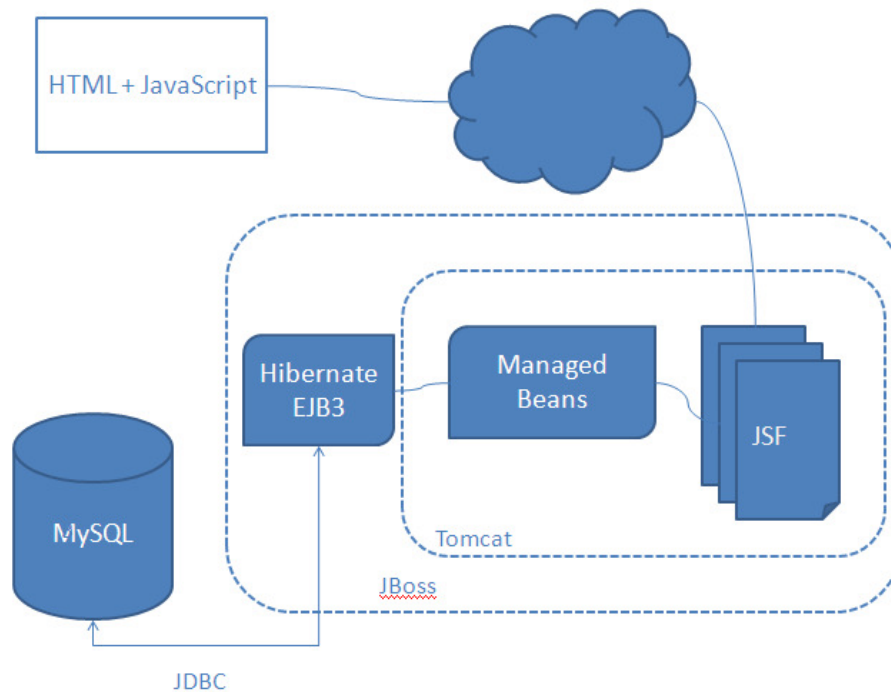 HTML + JavaScript
Hibernate
EJB3
Managed
Beans
JSF
MySQL
Tomcat
JBoss
JDBC